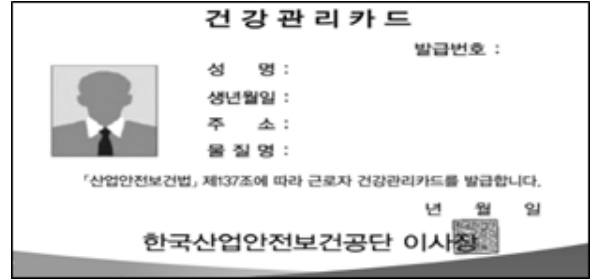 건 강 관 리 카 드
발급번호 :
성 명 :
생년월일 :
주 소 :
물 질 명 :
「산업안전보건법」 제137조에 따라 근로자 건강관리카드를 발급합니다.
년 월 일
한국산업안전보건공단 이사장